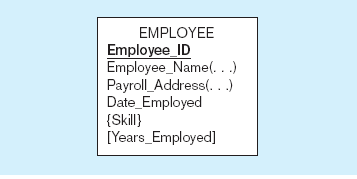 EMPLOYEE
Employee_ID
Employee_Name(. . .)
Payroll_Address(. . .)
Date_Employed
{Skill}
[Years_Employed]